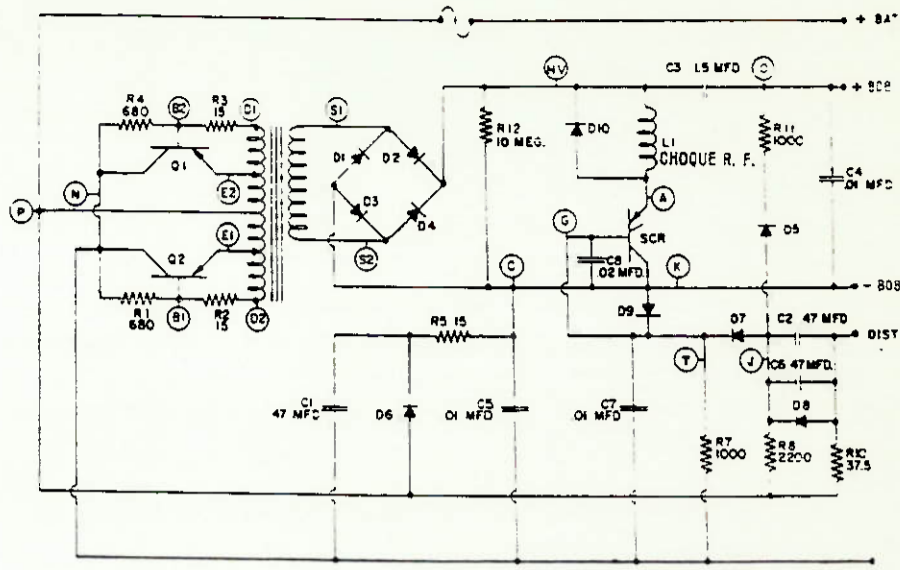 + BAT
HV
C3 1.5 MFD
O
+ BOB
R4
680
B2
R3
15
D1
S1
R12
10 MEG.
D10
L1
CHOQUE R. F.
R11
1000
C4
.01 MFD
Q1
E2
D1
D2
N
A
P
D3
D4
G
SCR
D5
E1
Q2
S2
C8
.02 MFD.
C
K
- BOB
R1
680
B1
R2
15
D2
R5 15
D9
D7
C2 .47 MFD
DIST
T
J
C6 .47 MFD.
C1
.47 MFD
D6
C5
.01 MFD
C7
.01 MFD
D8
R7
1000
R8
2200
R10
37.5